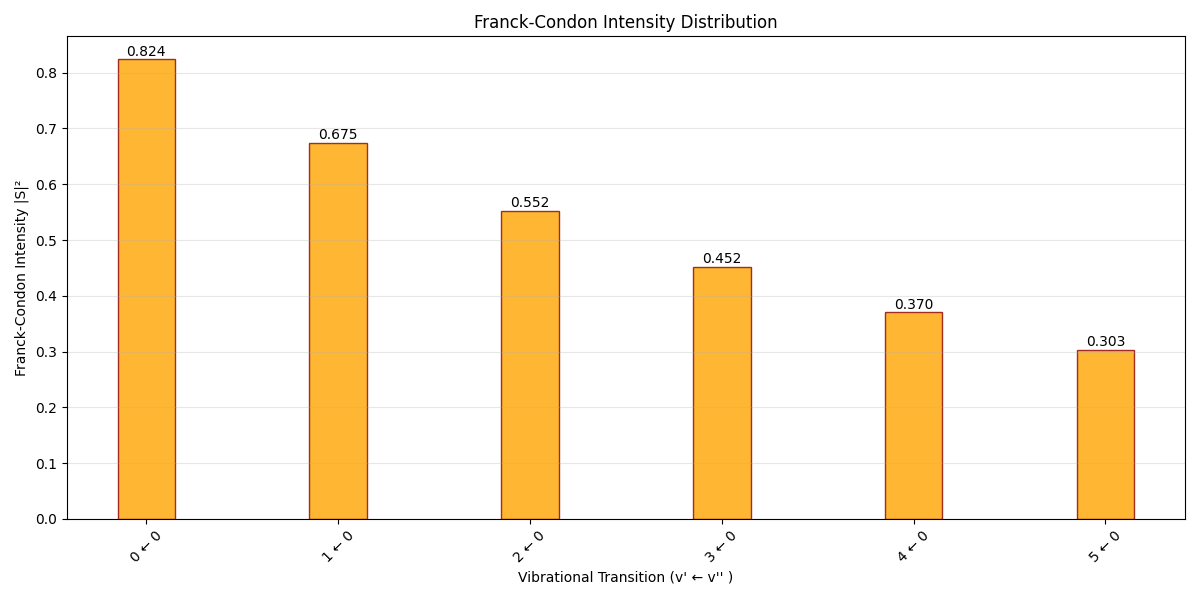 Franck-Condon Intensity Distribution
Franck-Condon Intensity |S|²
0.8
0.7
0.6
0.5
0.4
0.3
0.2
0.1
0.0
0.824
0.675
0.552
0.452
0.370
0.303
0 ← 0
1 ← 0
2 ← 0
3 ← 0
4 ← 0
5 ← 0
Vibrational Transition (v' ← v'' )